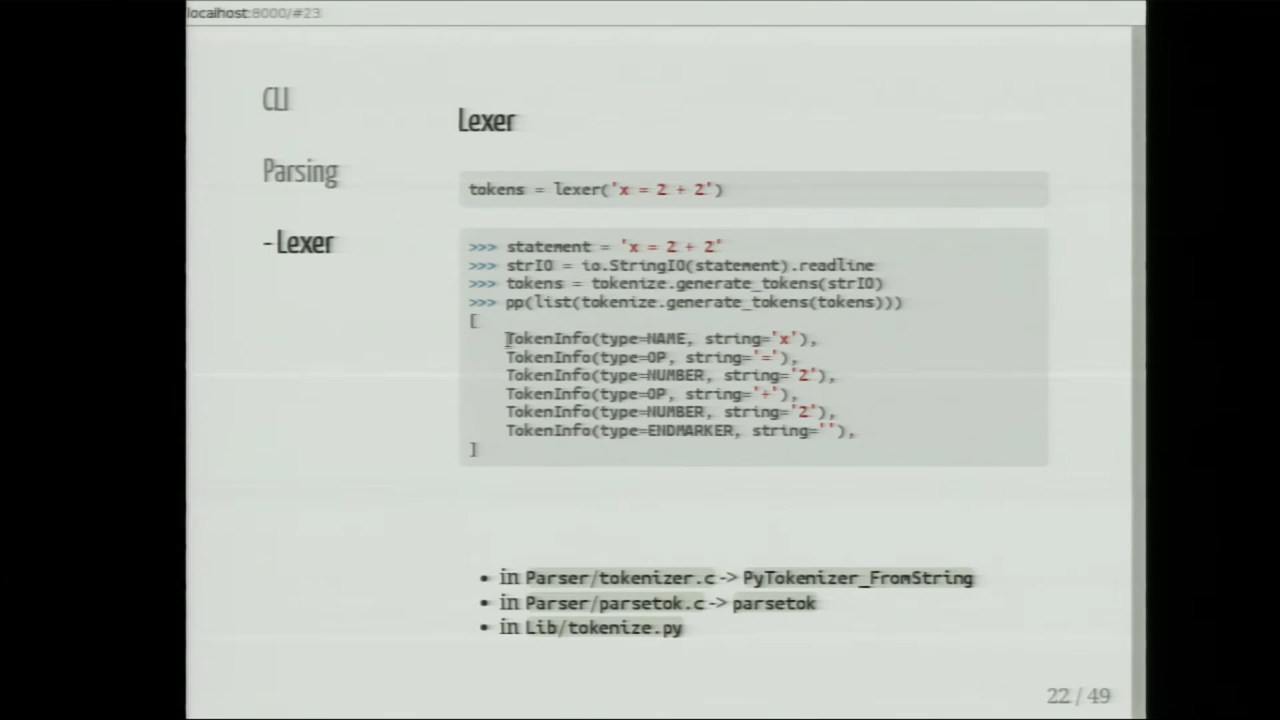 localhost:8000/#23
CLI
Parsing
- Lexer
Lexer
tokens = lexer('x = 2 + 2')
>>> statement = 'x = 2 + 2'
>>> strIO = io.StringIO(statement).readline
>>> tokens = tokenize.generate_tokens(strIO)
>>> pp(list(tokenize.generate_tokens(tokens)))
[
TokenInfo(type=NAME, string='x'),
TokenInfo(type=OP, string='='),
TokenInfo(type=NUMBER, string='2'),
TokenInfo(type=OP, string='+'),
TokenInfo(type=NUMBER, string='2'),
TokenInfo(type=ENDMARKER, string=''),
]
• in Parser/tokenizer.c -> PyTokenizer_FromString
• in Parser/parsetok.c -> parsetok
• in Lib/tokenize.py
22 / 49